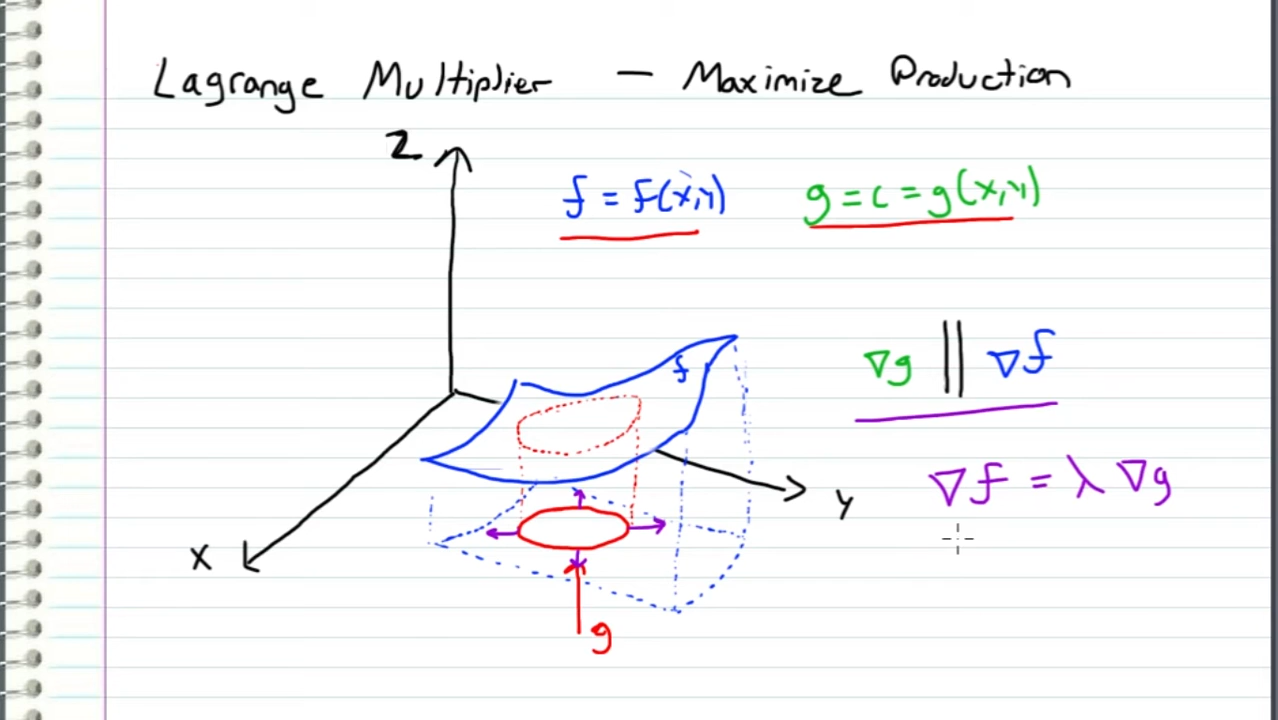 Lagrange Multiplier — Maximize Production
z
f = f(x,y) g = c = g(x,y)
f
∇g || ∇f
∇f = λ ∇g
y
x
g